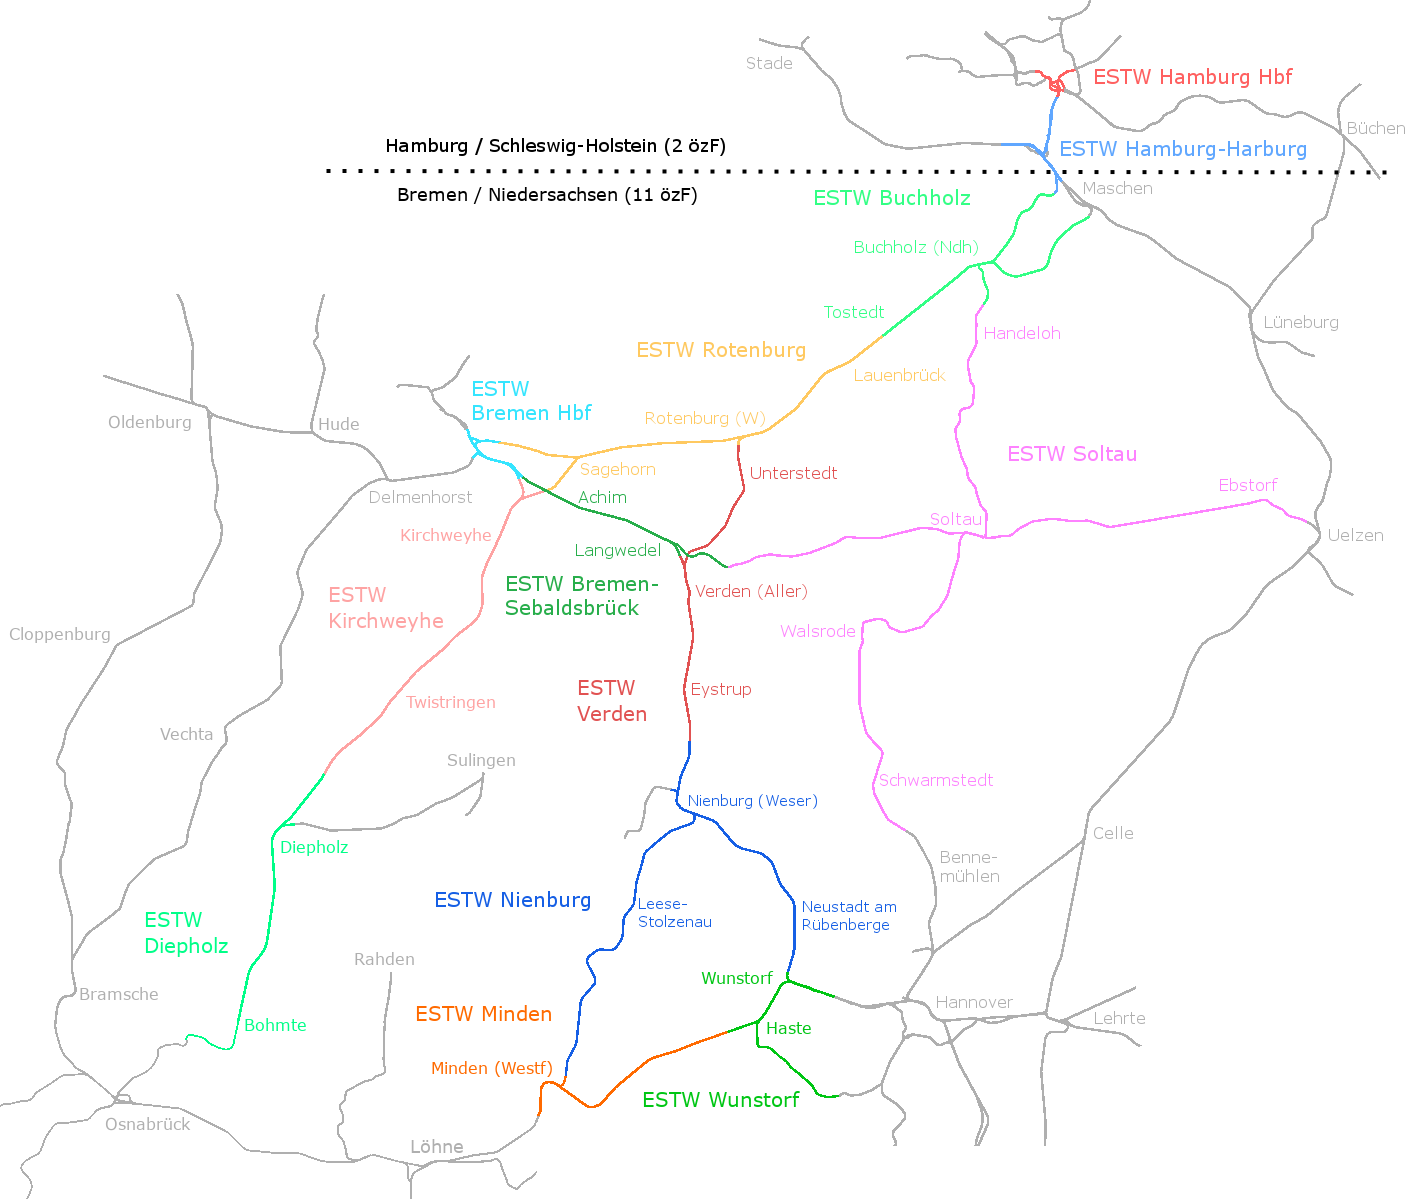 Stade
ESTW Hamburg Hbf
Büchen
Hamburg / Schleswig-Holstein (2 özF)
ESTW Hamburg-Harburg
Bremen / Niedersachsen (11 özF)
Maschen
ESTW Buchholz
Buchholz (Ndh)
Tostedt
Lüneburg
Handeloh
ESTW Rotenburg
Lauenbrück
ESTW
Bremen Hbf
Rotenburg (W)
Oldenburg
Hude
ESTW Soltau
Sagehorn
Unterstedt
Ebstorf
Delmenhorst
Achim
Soltau
Kirchweyhe
Uelzen
Langwedel
ESTW Bremen-
Sebaldsbrück
Verden (Aller)
ESTW
Kirchweyhe
Cloppenburg
Walsrode
ESTW
Verden
Eystrup
Twistringen
Vechta
Sulingen
Schwarmstedt
Nienburg (Weser)
Celle
Diepholz
Benne-
mühlen
ESTW Nienburg
Leese-
Stolzenau
Neustadt am
Rübenberge
ESTW
Diepholz
Rahden
Wunstorf
Bramsche
Hannover
ESTW Minden
Lehrte
Bohmte
Haste
Minden (Westf)
ESTW Wunstorf
Osnabrück
Löhne